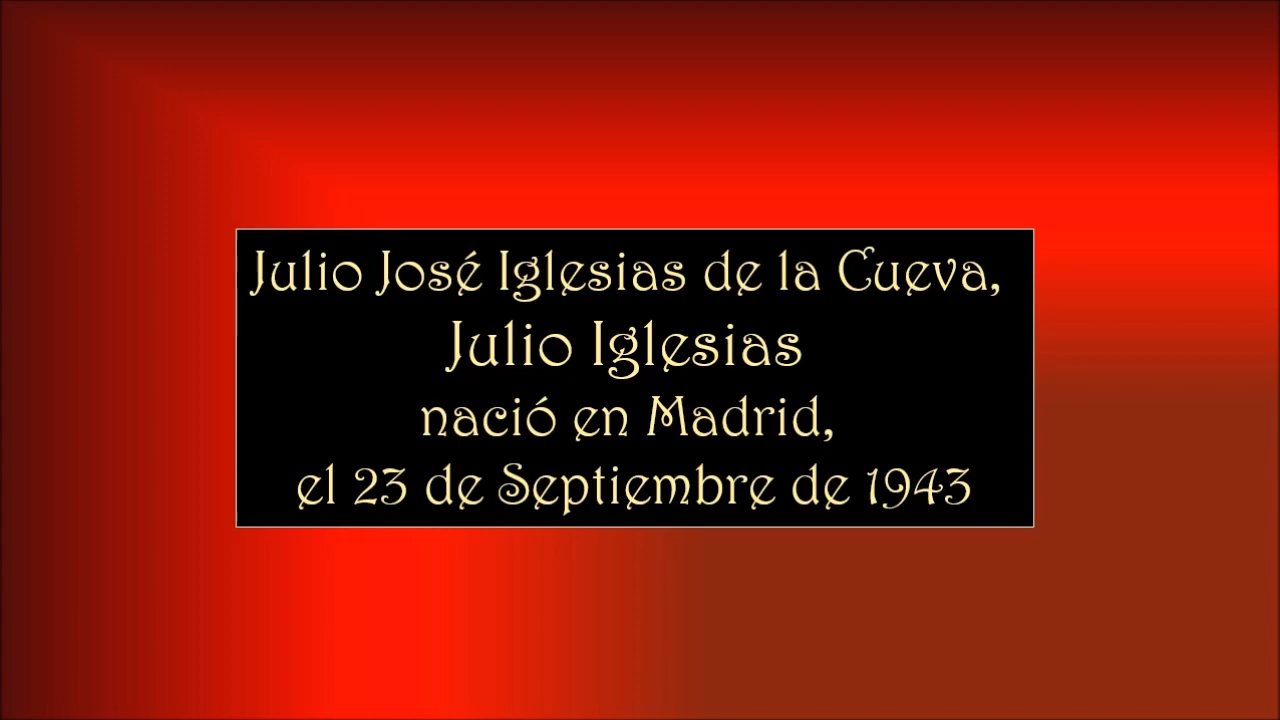 Julio José Iglesias de la Cueva,
Julio Iglesias
nació en Madrid,
el 23 de Septiembre de 1943